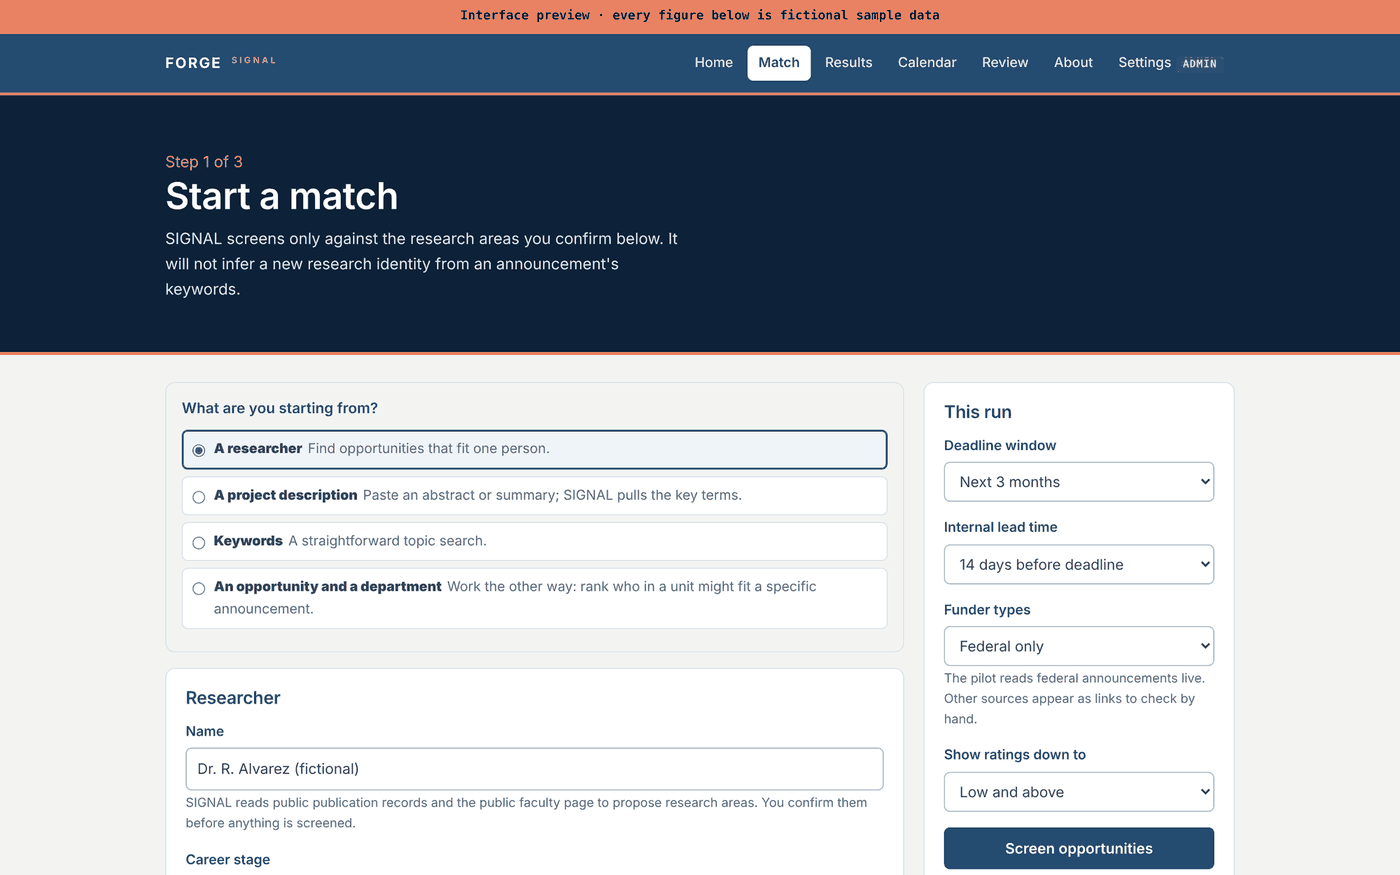 Interface preview · every figure below is fictional sample data
FORGE SIGNAL
Home Match Results Calendar Review About Settings ADMIN
Step 1 of 3
Start a match
SIGNAL screens only against the research areas you confirm below. It
will not infer a new research identity from an announcement's
keywords.
What are you starting from?
A researcher Find opportunities that fit one person.
A project description Paste an abstract or summary; SIGNAL pulls the key terms.
Keywords A straightforward topic search.
An opportunity and a department Work the other way: rank who in a unit might fit a specific
announcement.
Researcher
Name
Dr. R. Alvarez (fictional)
SIGNAL reads public publication records and the public faculty page to propose research areas. You confirm them
before anything is screened.
Career stage
This run
Deadline window
Next 3 months
Internal lead time
14 days before deadline
Funder types
Federal only
The pilot reads federal announcements live.
Other sources appear as links to check by
hand.
Show ratings down to
Low and above
Screen opportunities